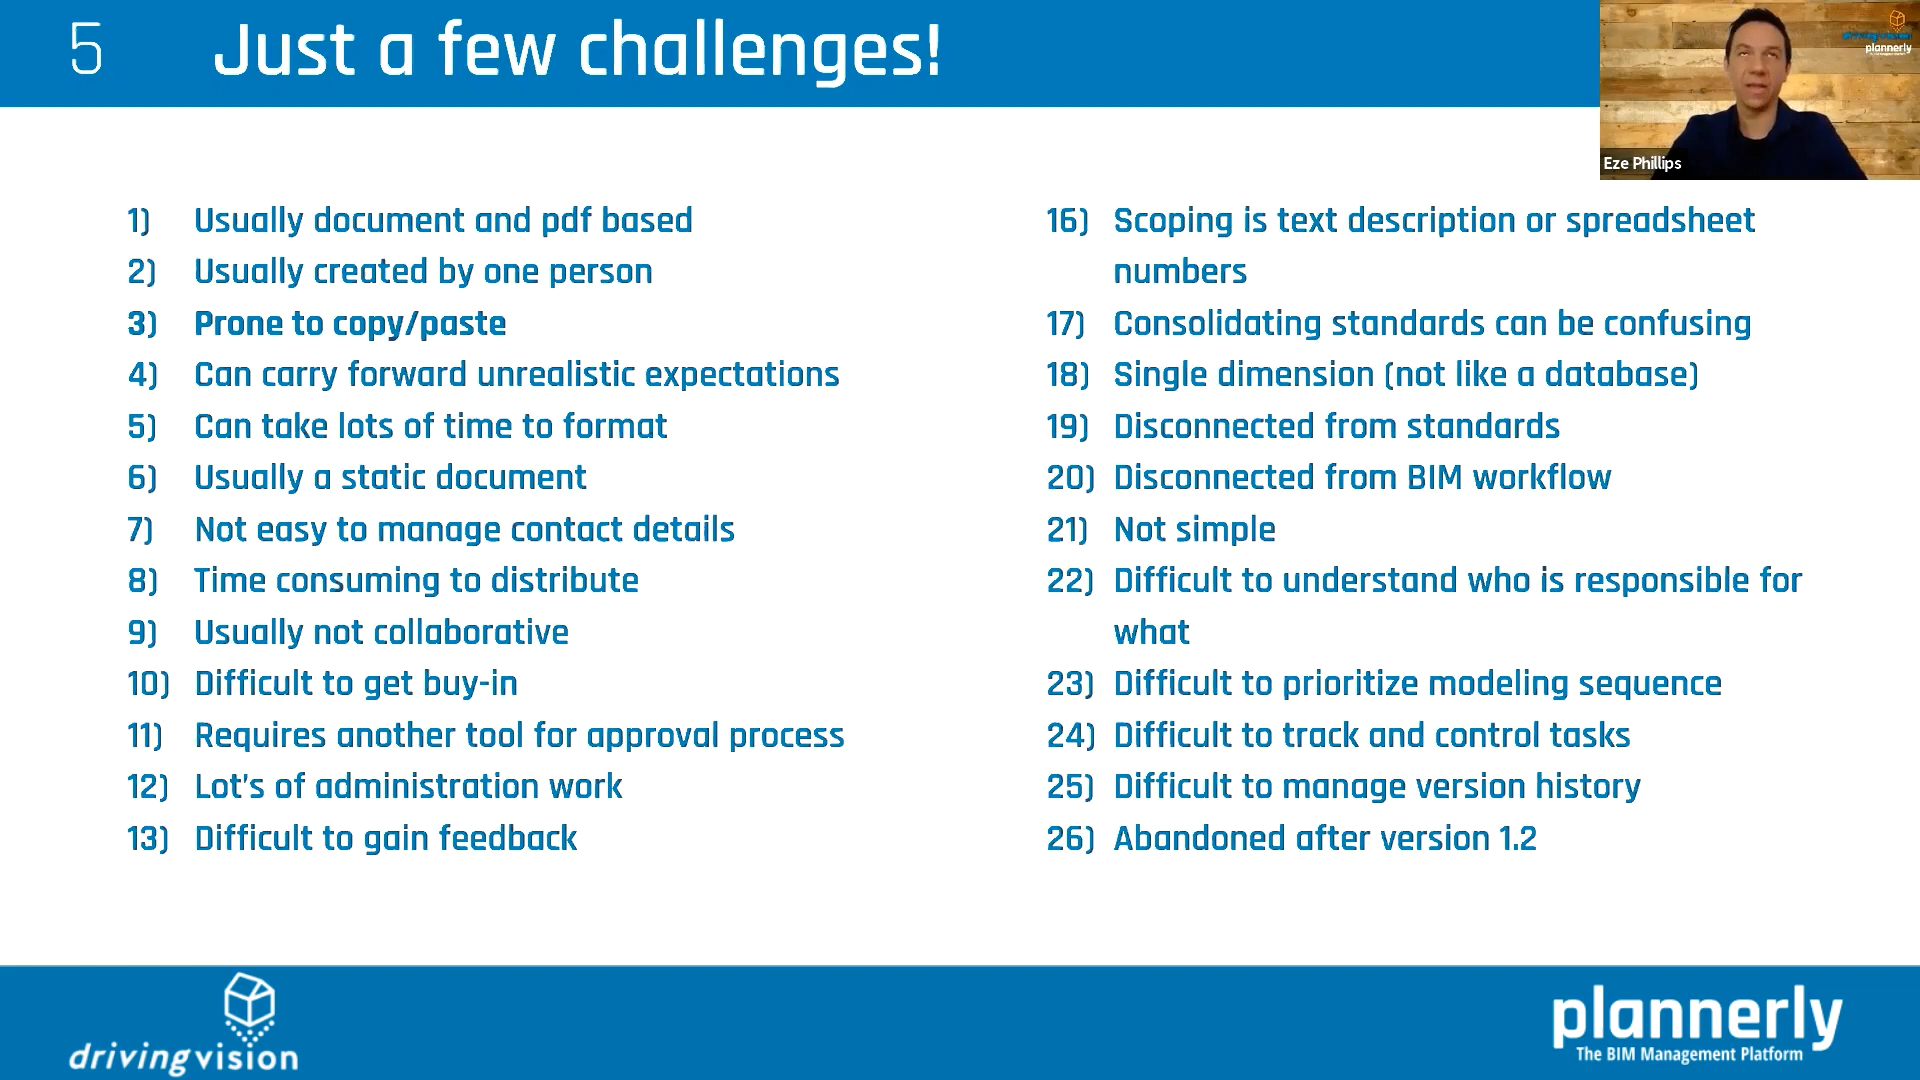 5 Just a few challenges!
drivingvision
plannerly
Eze Phillips
1) Usually document and pdf based
2) Usually created by one person
3) Prone to copy/paste
4) Can carry forward unrealistic expectations
5) Can take lots of time to format
6) Usually a static document
7) Not easy to manage contact details
8) Time consuming to distribute
9) Usually not collaborative
10) Difficult to get buy-in
11) Requires another tool for approval process
12) Lot's of administration work
13) Difficult to gain feedback
16) Scoping is text description or spreadsheet
numbers
17) Consolidating standards can be confusing
18) Single dimension (not like a database)
19) Disconnected from standards
20) Disconnected from BIM workflow
21) Not simple
22) Difficult to understand who is responsible for
what
23) Difficult to prioritize modeling sequence
24) Difficult to track and control tasks
25) Difficult to manage version history
26) Abandoned after version 1.2
drivingvision
plannerly
The BIM Management Platform